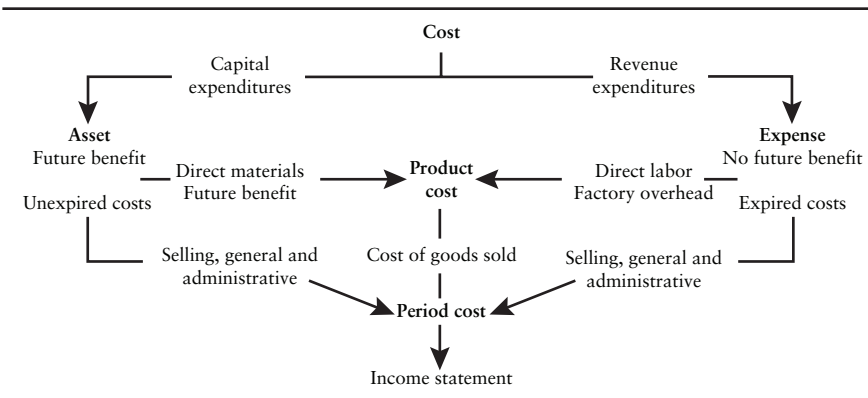 Cost
Capital
expenditures
Revenue
expenditures
Asset
Future benefit
Expense
No future benefit
Direct materials
Future benefit
Product
cost
Direct labor
Factory overhead
Unexpired costs
Expired costs
Selling, general and
administrative
Cost of goods sold
Selling, general and
administrative
Period cost
Income statement